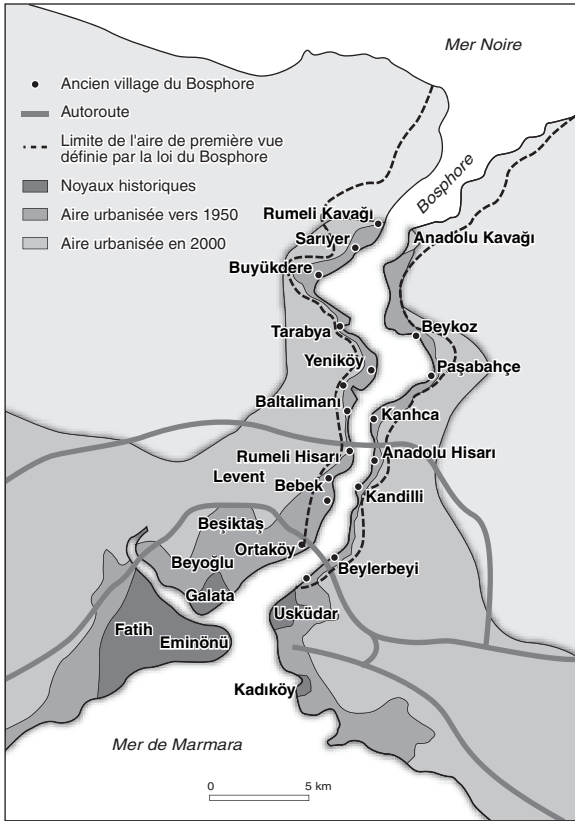 Mer Noire
Ancien village du Bosphore
Autoroute
Limite de l'aire de première vue
définie par la loi du Bosphore
Noyaux historiques
Aire urbanisée vers 1950
Aire urbanisée en 2000
Bosphore
Rumeli Kavağı
Sarıyer
Anadolu Kavağı
Buyükdere
Tarabya
Beykoz
Yeniköy
Paşabahçe
Baltalimanı
Kanhca
Rumeli Hisarı
Anadolu Hisarı
Levent
Bebek
Kandilli
Beşiktaş
Ortaköy
Beyoğlu
Beylerbeyi
Galata
Usküdar
Fatih
Eminönü
Kadıköy
Mer de Marmara
0 5 km